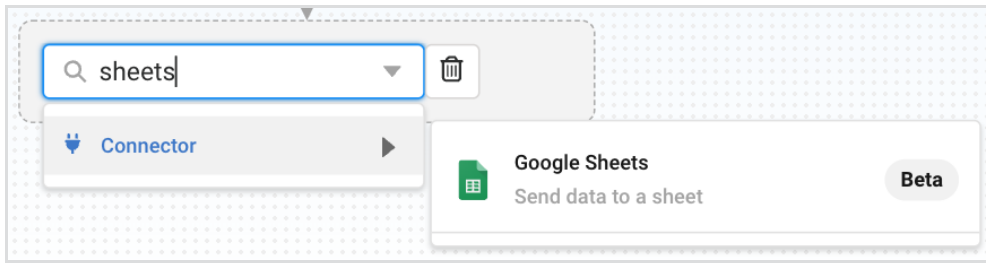 sheets
Connector
Google Sheets
Send data to a sheet
Beta